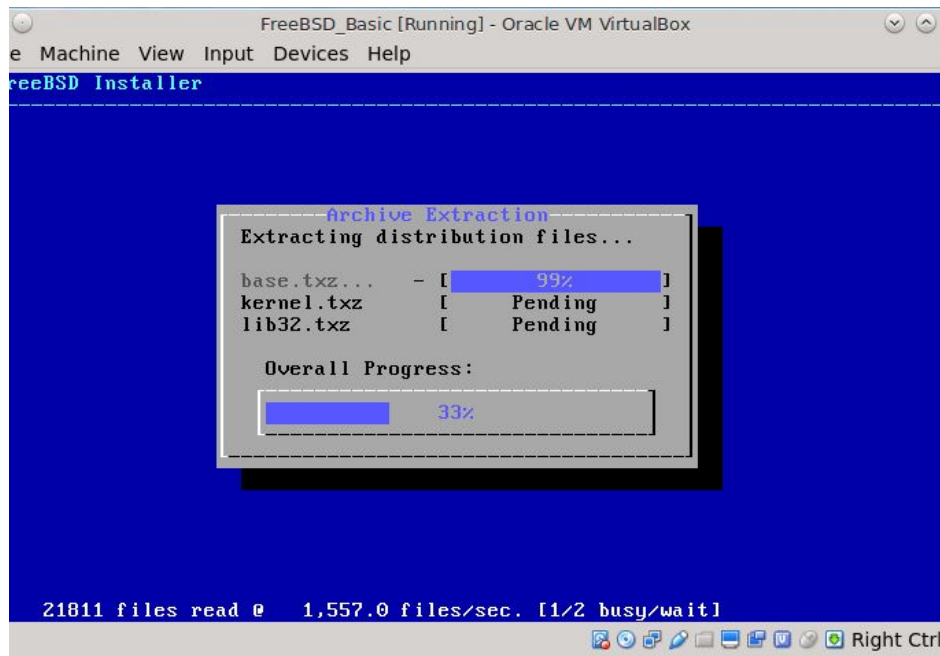 FreeBSD_Basic [Running] - Oracle VM VirtualBox
e Machine View Input Devices Help
reeBSD Installer
Archive Extraction
Extracting distribution files...
base.txz... - [ 99% ]
kernel.txz [ Pending ]
lib32.txz [ Pending ]
Overall Progress:
33%
21811 files read @ 1,557.0 files/sec. [1/2 busy/wait]
Right Ctrl